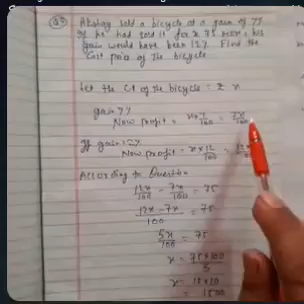 Q5 Akshay sold a bicycle at a gain of 7%
If he had sold it for ₹ 75 more, his
gain would have been 12%. Find the
Cost price of the bicycle
Let the CP of the bicycle = ₹ x
gain 7%
Now profit = x × 7/100 = 7x/100
If gain 12%
Now profit = x × 12/100 =
According to Question
12x/100 - 7x/100 = 75
12x - 7x/100 = 75
5x/100 = 75
x = 75×100/5
x = 15×10
= 1500